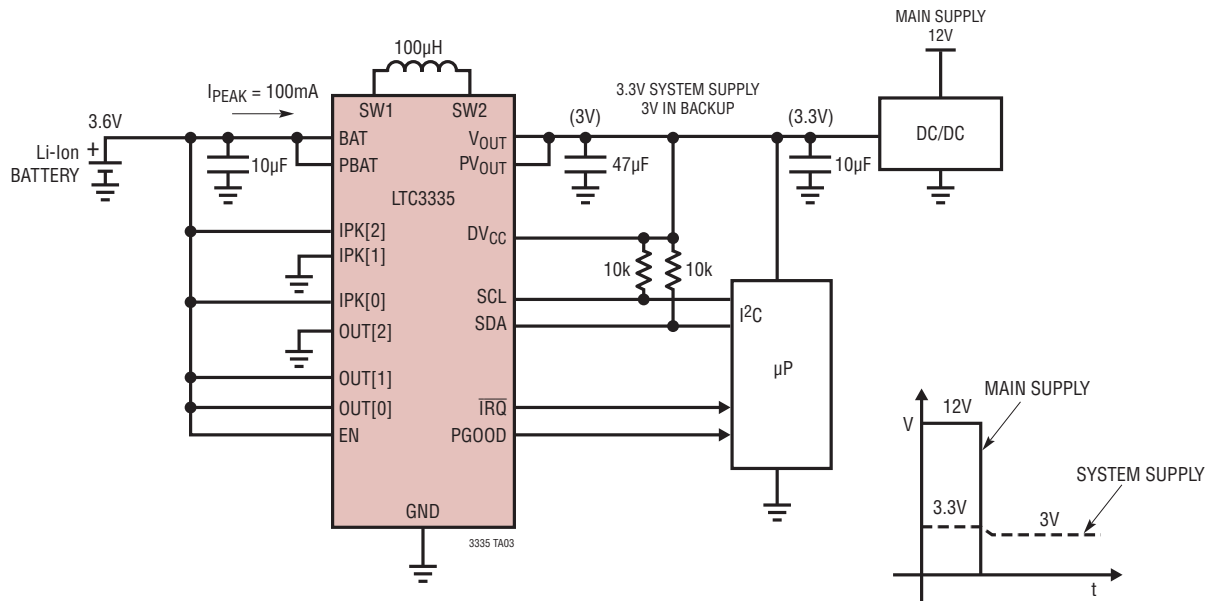 MAIN SUPPLY
12V
100µH
I_PEAK = 100mA
SW1
SW2
3.3V SYSTEM SUPPLY
3V IN BACKUP
3.6V
(3V)
(3.3V)
DC/DC
BAT
V_OUT
Li-Ion
BATTERY
+
10µF
PBAT
PV_OUT
47µF
10µF
LTC3335
IPK[2]
DV_CC
IPK[1]
10k
10k
IPK[0]
SCL
I²C
OUT[2]
SDA
µP
OUT[1]
OUT[0]
IRQ
EN
PGOOD
GND
3335 TA03
MAIN SUPPLY
12V
V
SYSTEM SUPPLY
3.3V
3V
t